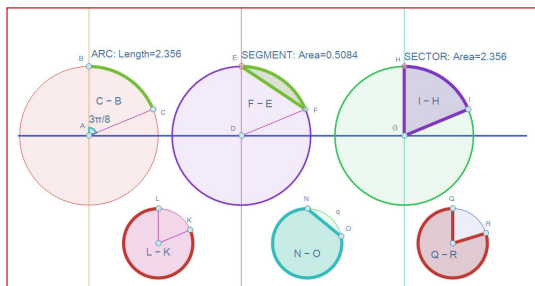 B
ARC: Length=2.356
E
SEGMENT: Area=0.5084
H
SECTOR: Area=2.356
C – B
F – E
I – H
C
F
I
3π/8
A
D
G
L
K
L – K
N
q
O
N – O
Q
R
Q – R